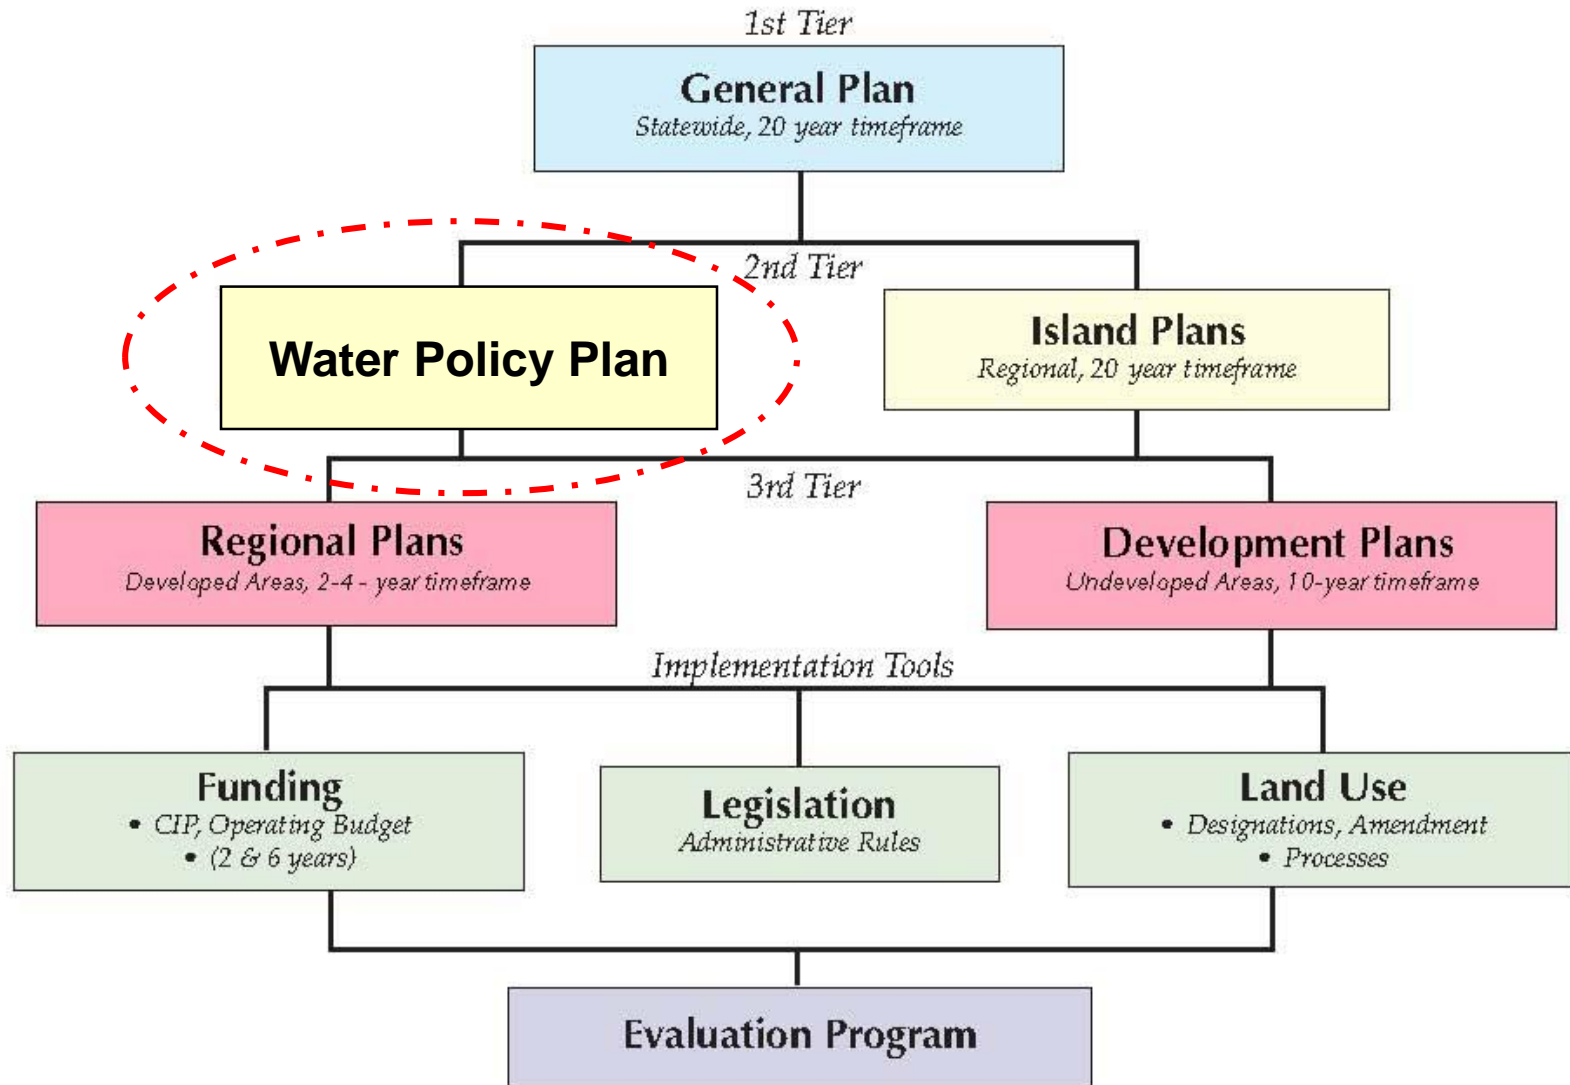 1st Tier
General Plan
Statewide, 20 year timeframe
2nd Tier
Water Policy Plan
Island Plans
Regional, 20 year timeframe
3rd Tier
Regional Plans
Developed Areas, 2-4 - year timeframe
Development Plans
Undeveloped Areas, 10-year timeframe
Implementation Tools
Funding
• CIP, Operating Budget
• (2 & 6 years)
Legislation
Administrative Rules
Land Use
• Designations, Amendment
• Processes
Evaluation Program